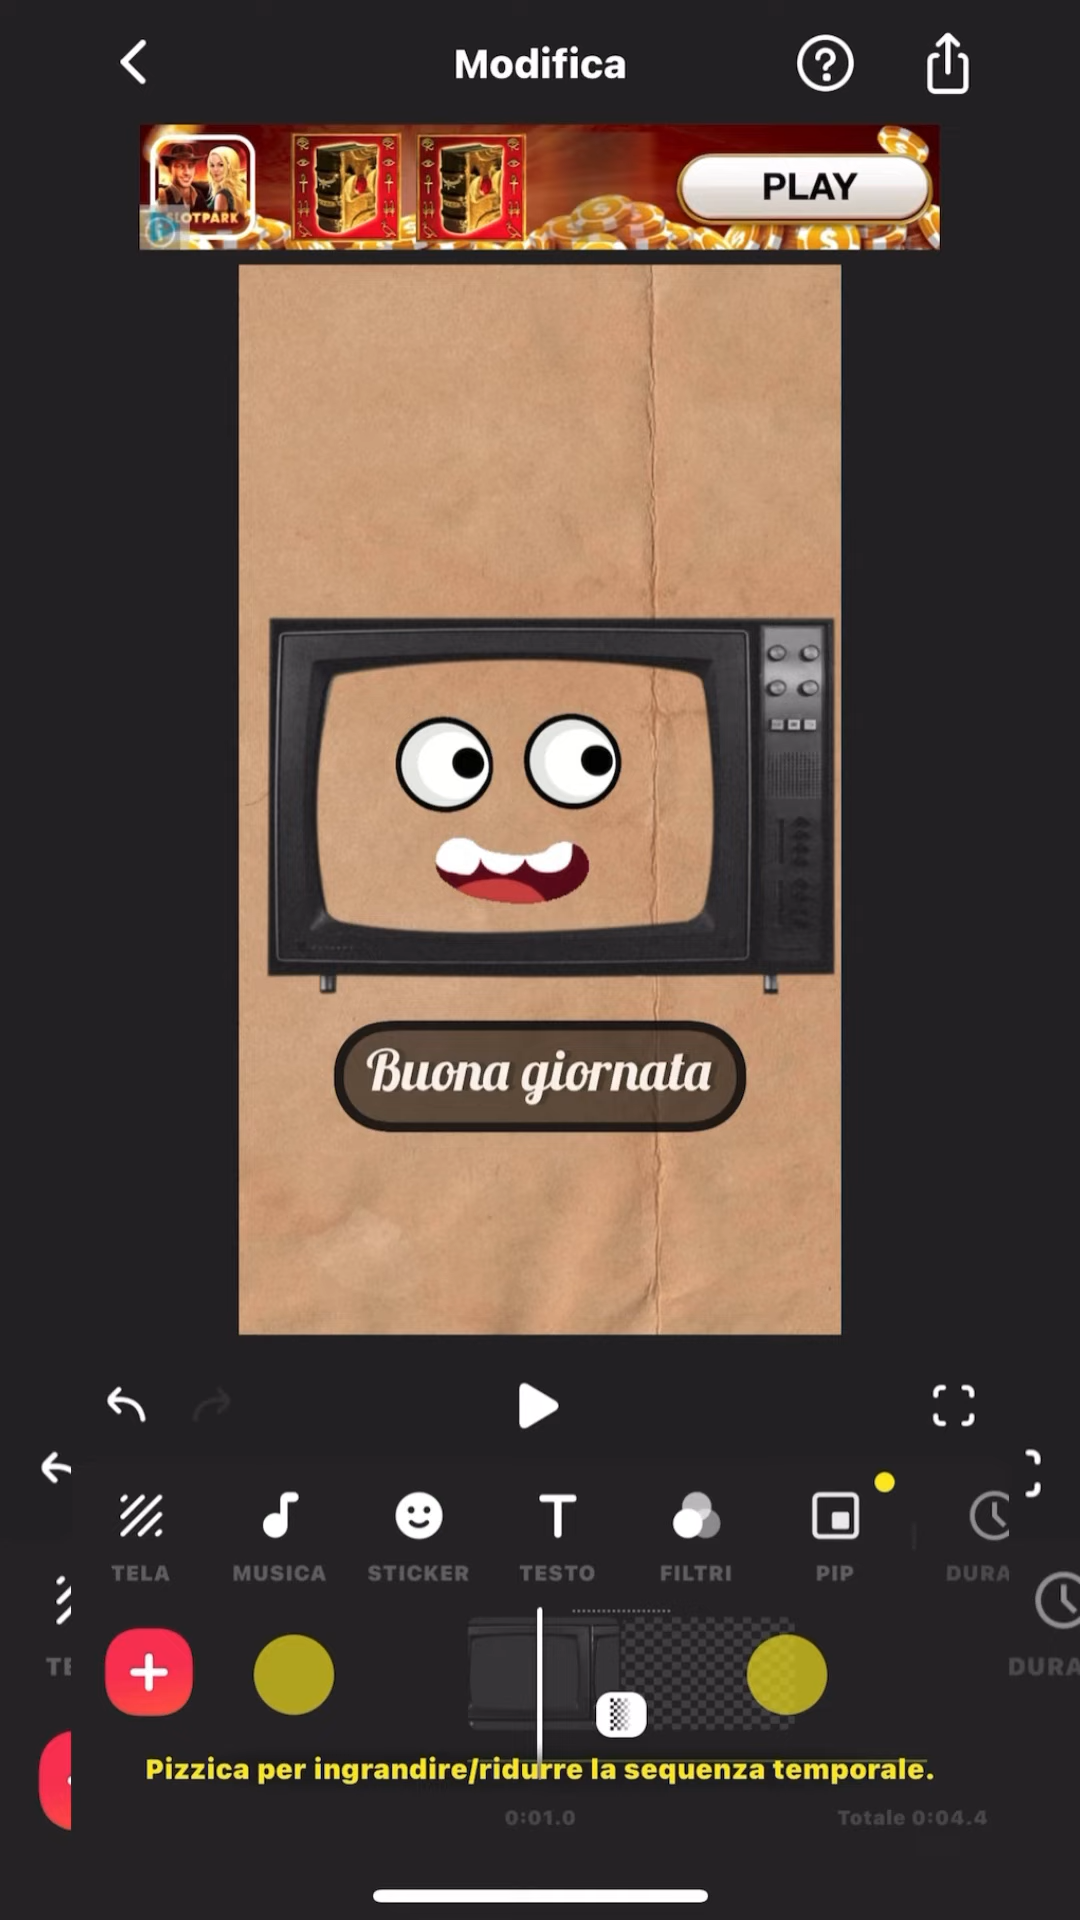 Modifica
SLOTPARK
PLAY
Buona giornata
TELA
MUSICA
STICKER
TESTO
FILTRI
PIP
DURA
TE
DURA
Pizzica per ingrandire/ridurre la sequenza temporale.
0:01.0
Totale 0:04.4